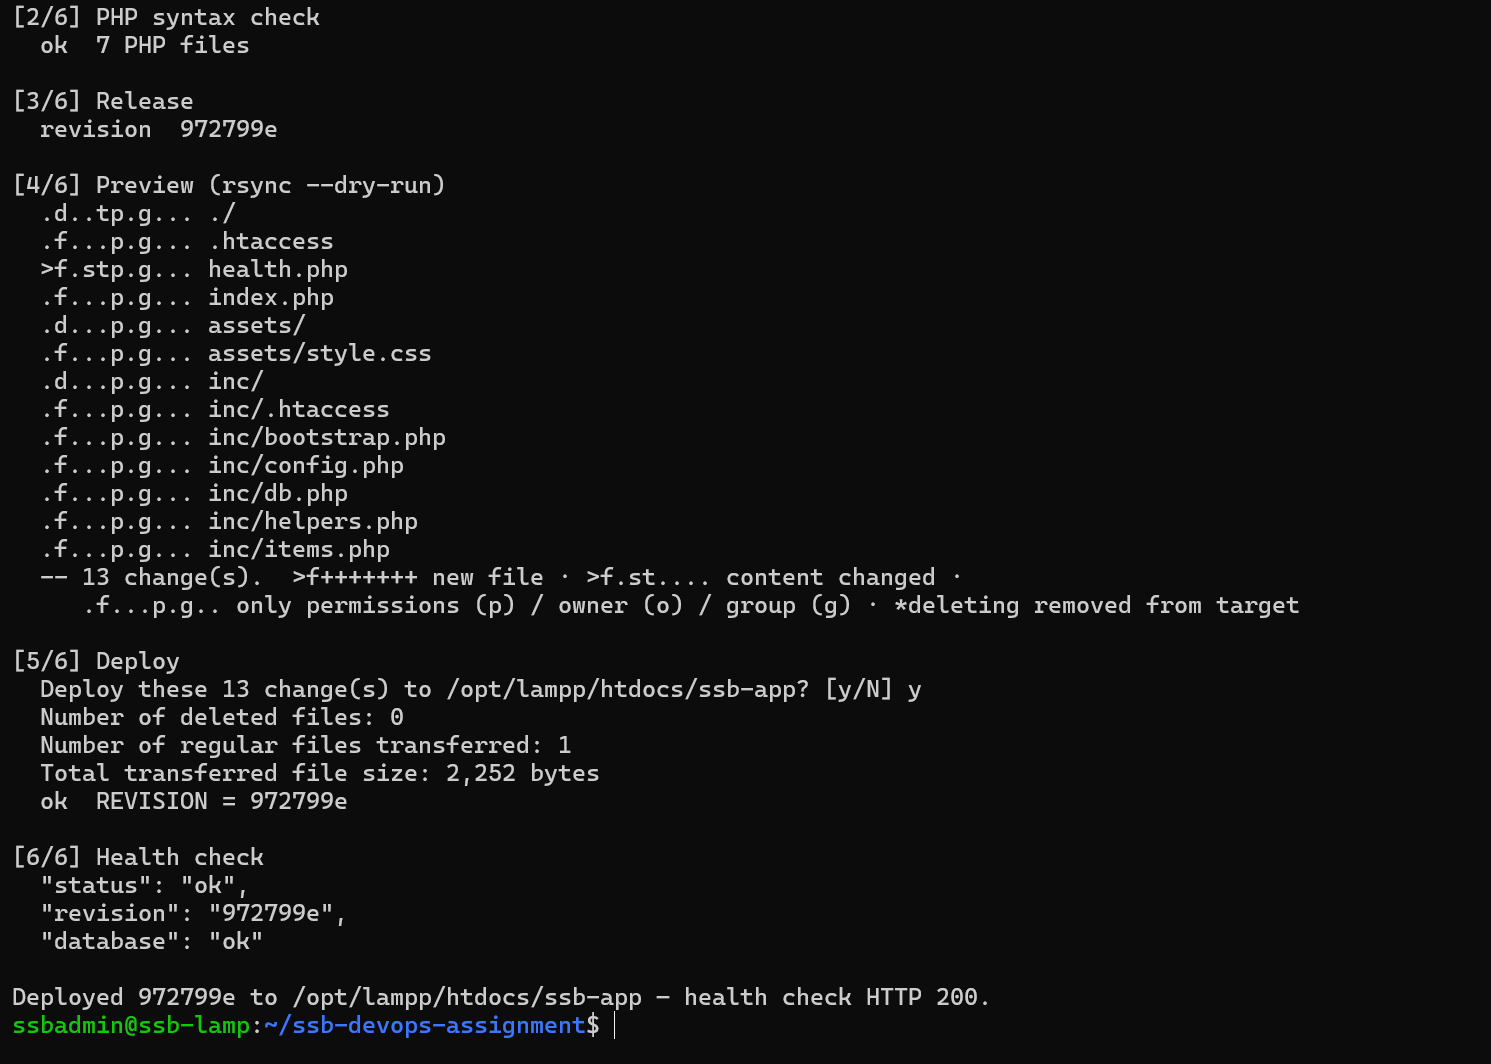 [2/6] PHP syntax check
  ok  7 PHP files

[3/6] Release
  revision  972799e

[4/6] Preview (rsync --dry-run)
  .d..tp.g... ./
  .f...p.g... .htaccess
  >f.stp.g... health.php
  .f...p.g... index.php
  .d...p.g... assets/
  .f...p.g... assets/style.css
  .d...p.g... inc/
  .f...p.g... inc/.htaccess
  .f...p.g... inc/bootstrap.php
  .f...p.g... inc/config.php
  .f...p.g... inc/db.php
  .f...p.g... inc/helpers.php
  .f...p.g... inc/items.php
  -- 13 change(s).  >f+++++++ new file · >f.st.... content changed ·
     .f...p.g.. only permissions (p) / owner (o) / group (g) · *deleting removed from target

[5/6] Deploy
  Deploy these 13 change(s) to /opt/lampp/htdocs/ssb-app? [y/N] y
  Number of deleted files: 0
  Number of regular files transferred: 1
  Total transferred file size: 2,252 bytes
  ok  REVISION = 972799e

[6/6] Health check
  "status": "ok",
  "revision": "972799e",
  "database": "ok"

Deployed 972799e to /opt/lampp/htdocs/ssb-app — health check HTTP 200.
ssbadmin@ssb-lamp:~/ssb-devops-assignment$